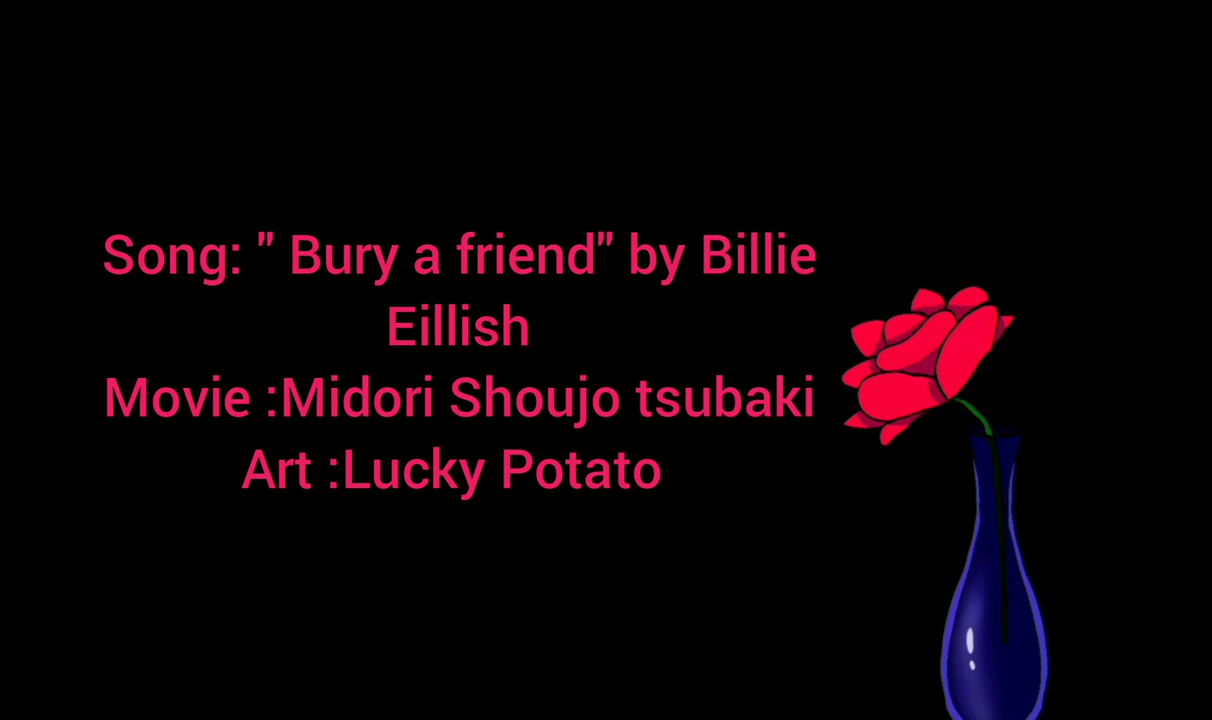 Song: " Bury a friend" by Billie
Eillish
Movie :Midori Shoujo tsubaki
Art :Lucky Potato